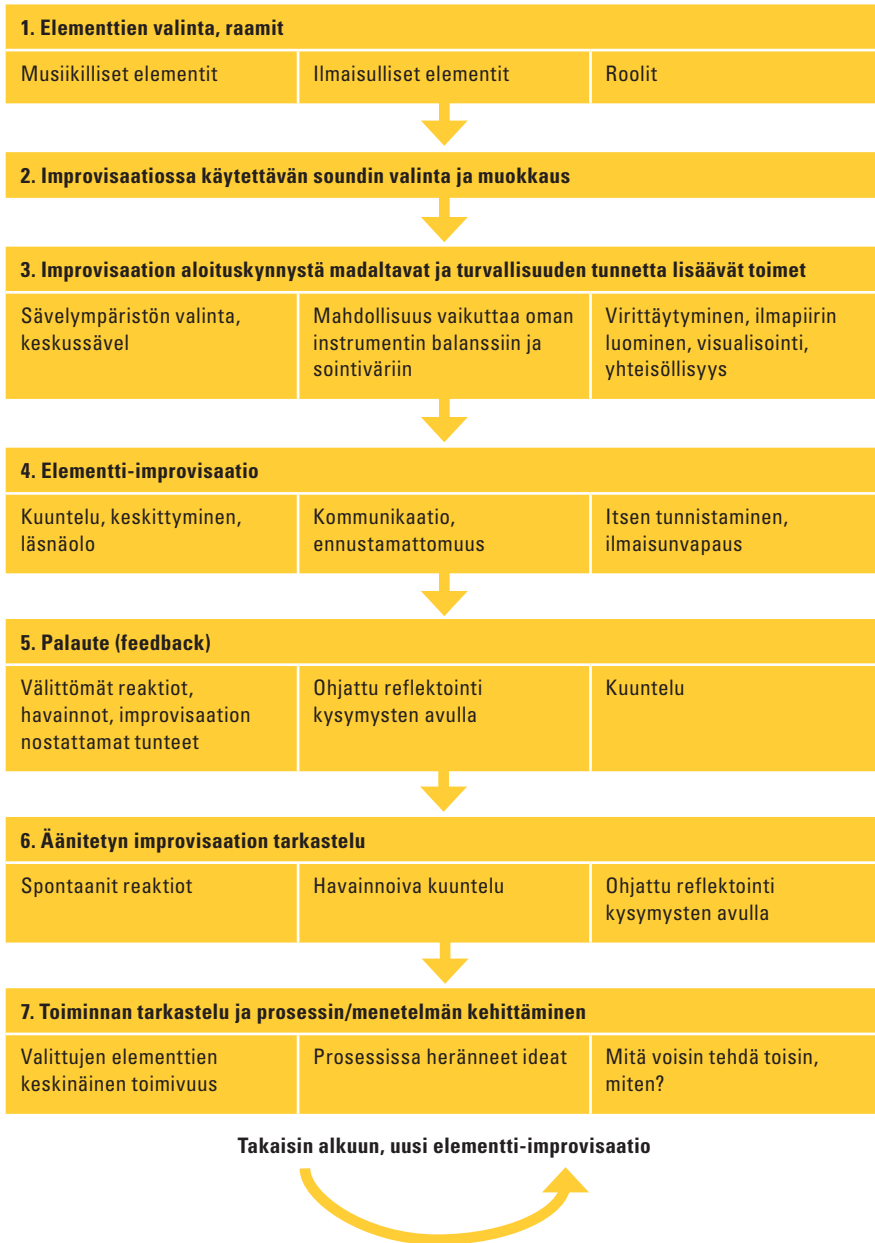 1. Elementtien valinta, raamit
Musiikilliset elementit
Ilmaisulliset elementit
Roolit
2. Improvisaatiossa käytettävän soundin valinta ja muokkaus
3. Improvisaation aloituskynnystä madaltavat ja turvallisuuden tunnetta lisäävät toimet
Sävelympäristön valinta,
keskussävel
Mahdollisuus vaikuttaa oman
instrumentin balanssiin ja
sointiväriin
Virittäytyminen, ilmapiirin
luominen, visualisointi,
yhteisöllisyys
4. Elementti-improvisaatio
Kuuntelu, keskittyminen,
läsnäolo
Kommunikaatio,
ennustamattomuus
Itsen tunnistaminen,
ilmaisunvapaus
5. Palaute (feedback)
Välittömät reaktiot,
havainnot, improvisaation
nostattamat tunteet
Ohjattu reflektointi
kysymysten avulla
Kuuntelu
6. Äänitetyn improvisaation tarkastelu
Spontaanit reaktiot
Havainnoiva kuuntelu
Ohjattu reflektointi
kysymysten avulla
7. Toiminnan tarkastelu ja prosessin/menetelmän kehittäminen
Valittujen elementtien
keskinäinen toimivuus
Prosessissa heränneet ideat
Mitä voisin tehdä toisin,
miten?
Takaisin alkuun, uusi elementti-improvisaatio